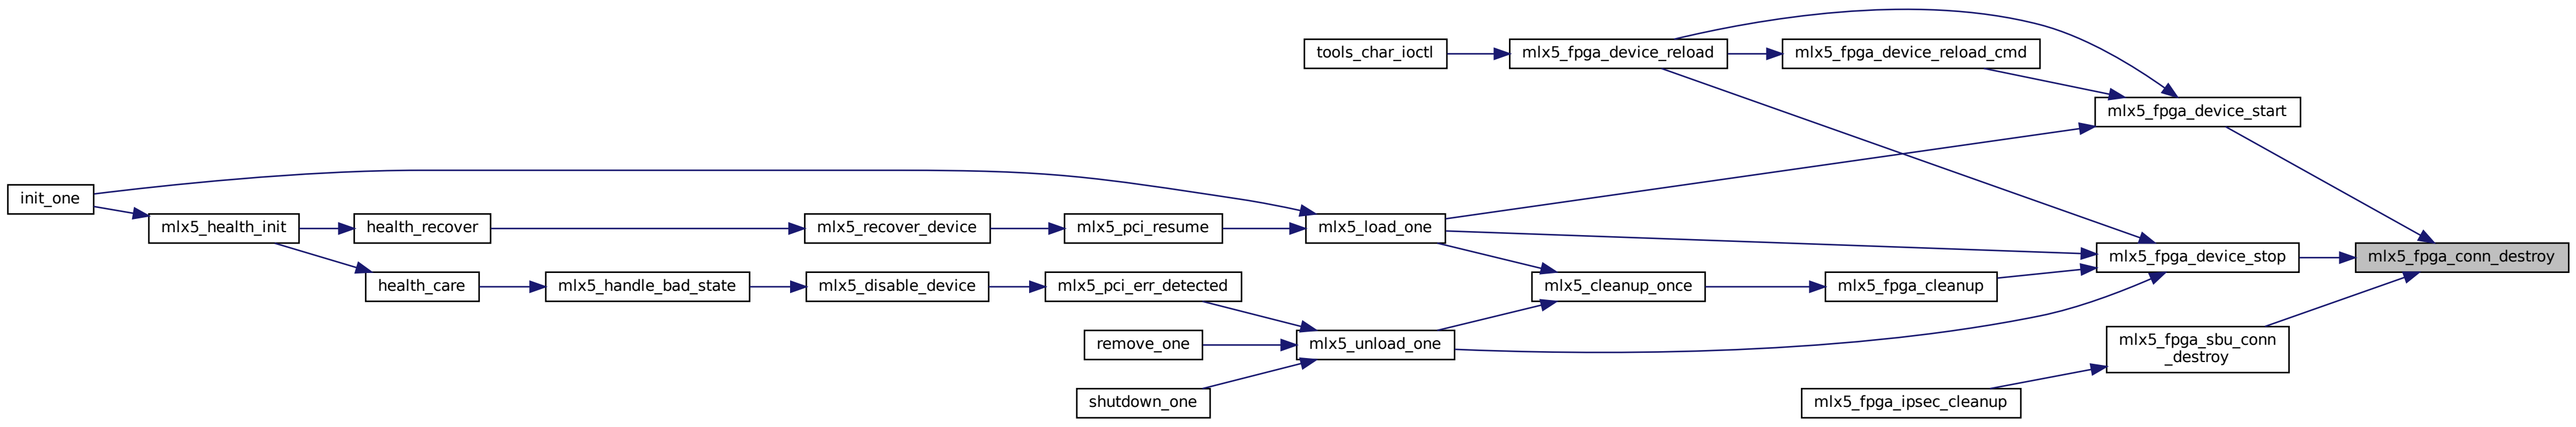 tools_char_ioctl
mlx5_fpga_device_reload
mlx5_fpga_device_reload_cmd
mlx5_fpga_device_start
init_one
mlx5_health_init
health_recover
mlx5_recover_device
mlx5_pci_resume
mlx5_load_one
mlx5_fpga_device_stop
mlx5_fpga_conn_destroy
health_care
mlx5_handle_bad_state
mlx5_disable_device
mlx5_pci_err_detected
mlx5_cleanup_once
mlx5_fpga_cleanup
remove_one
mlx5_unload_one
mlx5_fpga_sbu_conn
_destroy
shutdown_one
mlx5_fpga_ipsec_cleanup